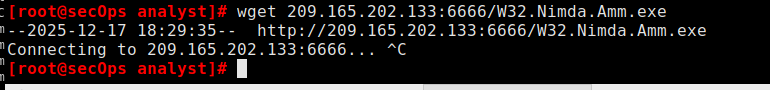 [root@secOps analyst]# wget 209.165.202.133:6666/W32.Nimda.Amm.exe
--2025-12-17 18:29:35--  http://209.165.202.133:6666/W32.Nimda.Amm.exe
Connecting to 209.165.202.133:6666... ^C
[root@secOps analyst]#